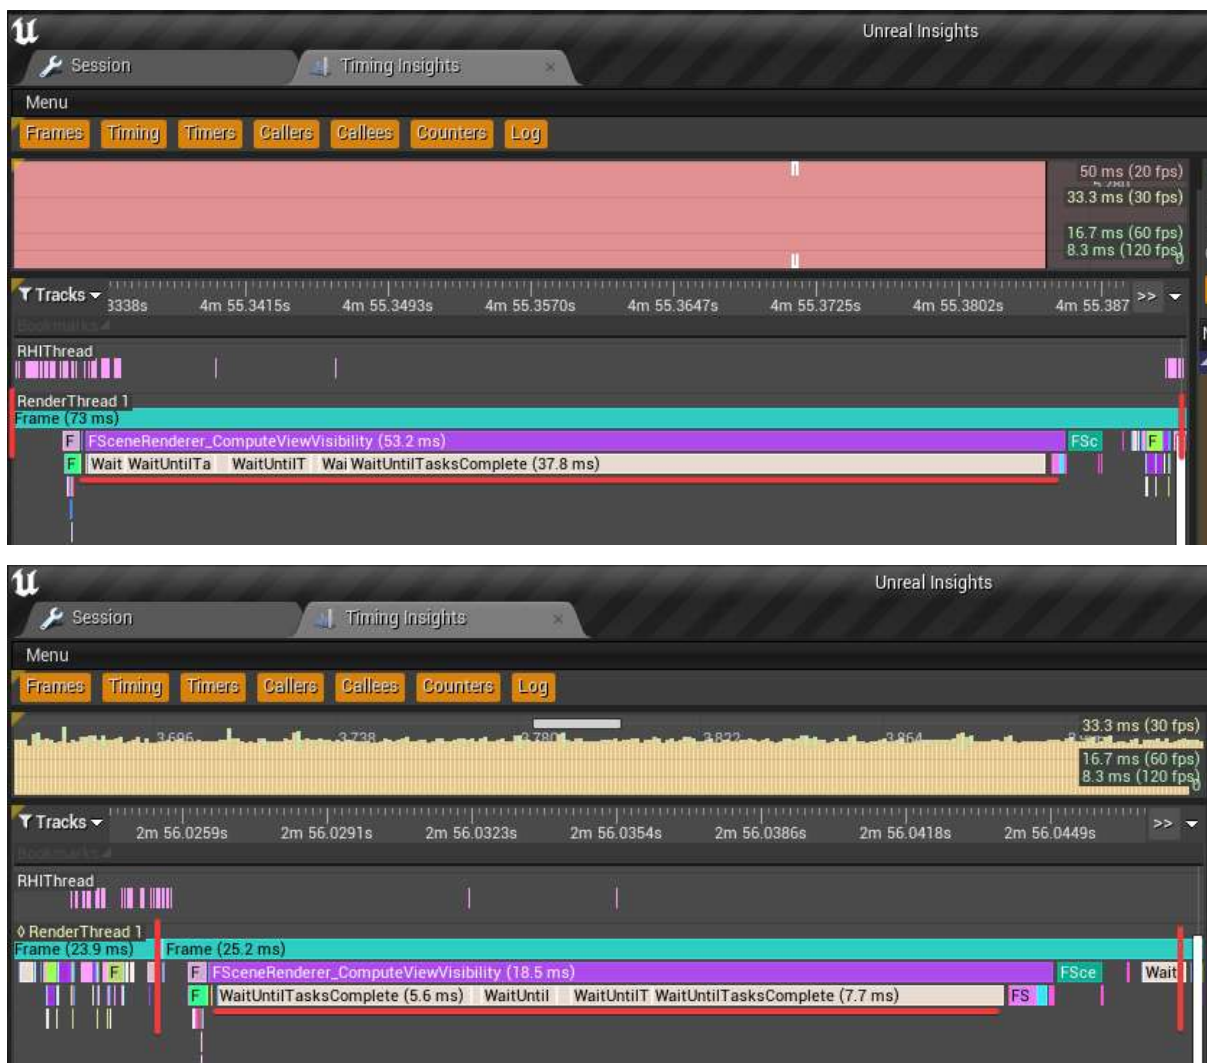 Unreal Insights
Session
Timing Insights
Menu
Frames Timing Timers Callers Callees Counters Log
50 ms (20 fps)
33.3 ms (30 fps)
16.7 ms (60 fps)
8.3 ms (120 fps)
Tracks 3338s 4m 55.3415s 4m 55.3493s 4m 55.3570s 4m 55.3647s 4m 55.3725s 4m 55.3802s 4m 55.387 >>
Bookmarks
RHIThread
RenderThread 1
Frame (73 ms)
F FSceneRenderer_ComputeViewVisibility (53.2 ms) FSc F
F Wait WaitUntilTa WaitUntilT Wai WaitUntilTasksComplete (37.8 ms)
Unreal Insights
Session
Timing Insights
Menu
Frames Timing Timers Callers Callees Counters Log
33.3 ms (30 fps)
3,696 3,738 3,780 3,822 3,864
16.7 ms (60 fps)
8.3 ms (120 fps)
0
Tracks 2m 56.0259s 2m 56.0291s 2m 56.0323s 2m 56.0354s 2m 56.0386s 2m 56.0418s 2m 56.0449s >>
Bookmarks
RHIThread
◊ RenderThread 1
Frame (23.9 ms) Frame (25.2 ms)
F F FSceneRenderer_ComputeViewVisibility (18.5 ms) FSce Wait
F WaitUntilTasksComplete (5.6 ms) WaitUntil WaitUntilT WaitUntilTasksComplete (7.7 ms) FS